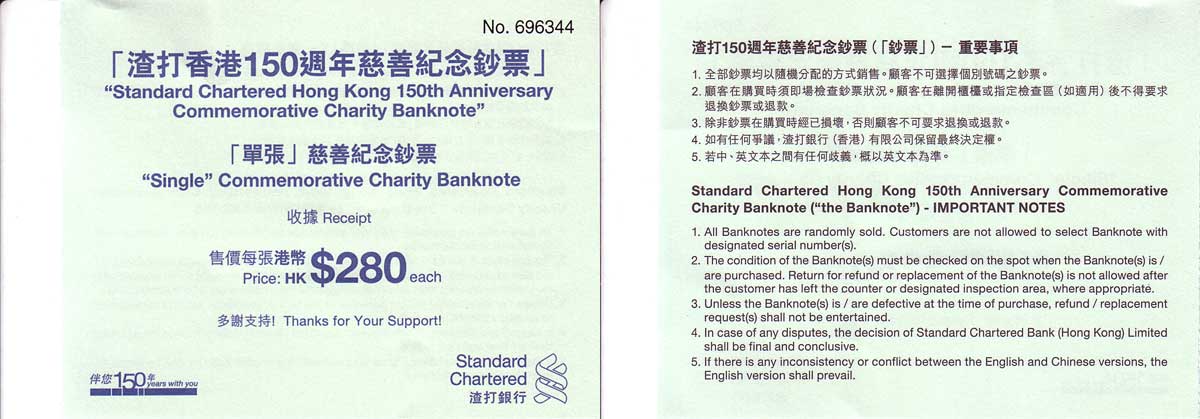 No. 696344
「渣打香港150週年慈善紀念鈔票」
“Standard Chartered Hong Kong 150th Anniversary
Commemorative Charity Banknote”
「單張」慈善紀念鈔票
“Single” Commemorative Charity Banknote
收據 Receipt
售價每張港幣
Price: HK $280 each
多謝支持! Thanks for Your Support!
伴您150年
years with you
Standard
Chartered
渣打銀行
渣打150週年慈善紀念鈔票(「鈔票」) – 重要事項
1. 全部鈔票均以隨機分配的方式銷售。顧客不可選擇個別號碼之鈔票。
2. 顧客在購買時須即場檢查鈔票狀況。顧客在離開櫃檯或指定檢查區(如適用)後不得要求
退換鈔票或退款。
3. 除非鈔票在購買時經已損壞，否則顧客不可要求退換或退款。
4. 如有任何爭議，渣打銀行(香港)有限公司保留最終決定權。
5. 若中、英文本之間有任何歧義，概以英文本為準。
Standard Chartered Hong Kong 150th Anniversary Commemorative
Charity Banknote (“the Banknote”) - IMPORTANT NOTES
1. All Banknotes are randomly sold. Customers are not allowed to select Banknote with
designated serial number(s).
2. The condition of the Banknote(s) must be checked on the spot when the Banknote(s) is /
are purchased. Return for refund or replacement of the Banknote(s) is not allowed after
the customer has left the counter or designated inspection area, where appropriate.
3. Unless the Banknote(s) is / are defective at the time of purchase, refund / replacement
request(s) shall not be entertained.
4. In case of any disputes, the decision of Standard Chartered Bank (Hong Kong) Limited
shall be final and conclusive.
5. If there is any inconsistency or conflict between the English and Chinese versions, the
English version shall prevail.